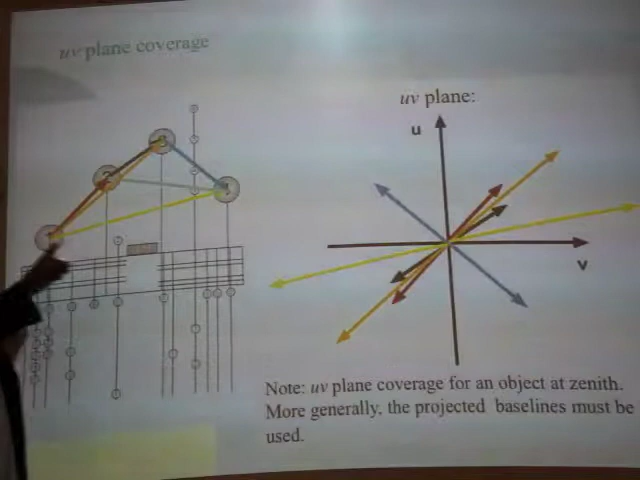 uv plane coverage
uv plane:
u
v
Note: uv plane coverage for an object at zenith.
More generally, the projected baselines must be
used.